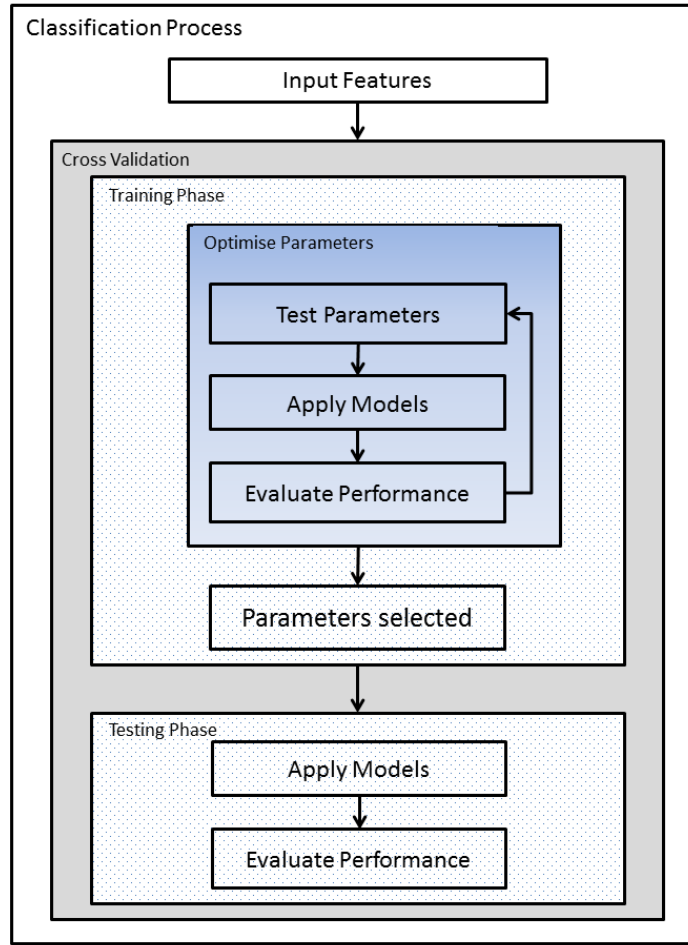 Classification Process
Input Features
Cross Validation
Training Phase
Optimise Parameters
Test Parameters
Apply Models
Evaluate Performance
Parameters selected
Testing Phase
Apply Models
Evaluate Performance